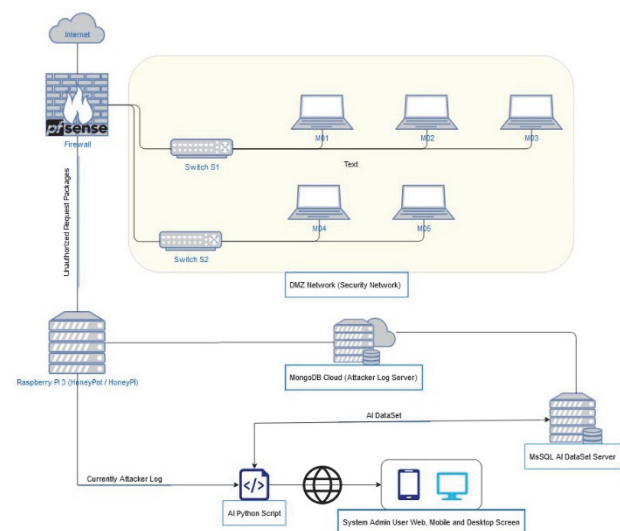 Internet
pfsense
Firewall
M01
M02
M03
Switch S1
Text
Unauthorized Request Packages
M04
M05
Switch S2
DMZ Network (Security Network)
Raspberry PI 3 (HoneyPot / HoneyPI)
MongoDB Cloud (Attacker Log Server)
AI DataSet
MsSQL AI DataSet Server
Currently Attacker Log
AI Python Script
System Admin User Web, Mobile and Desktop Screen